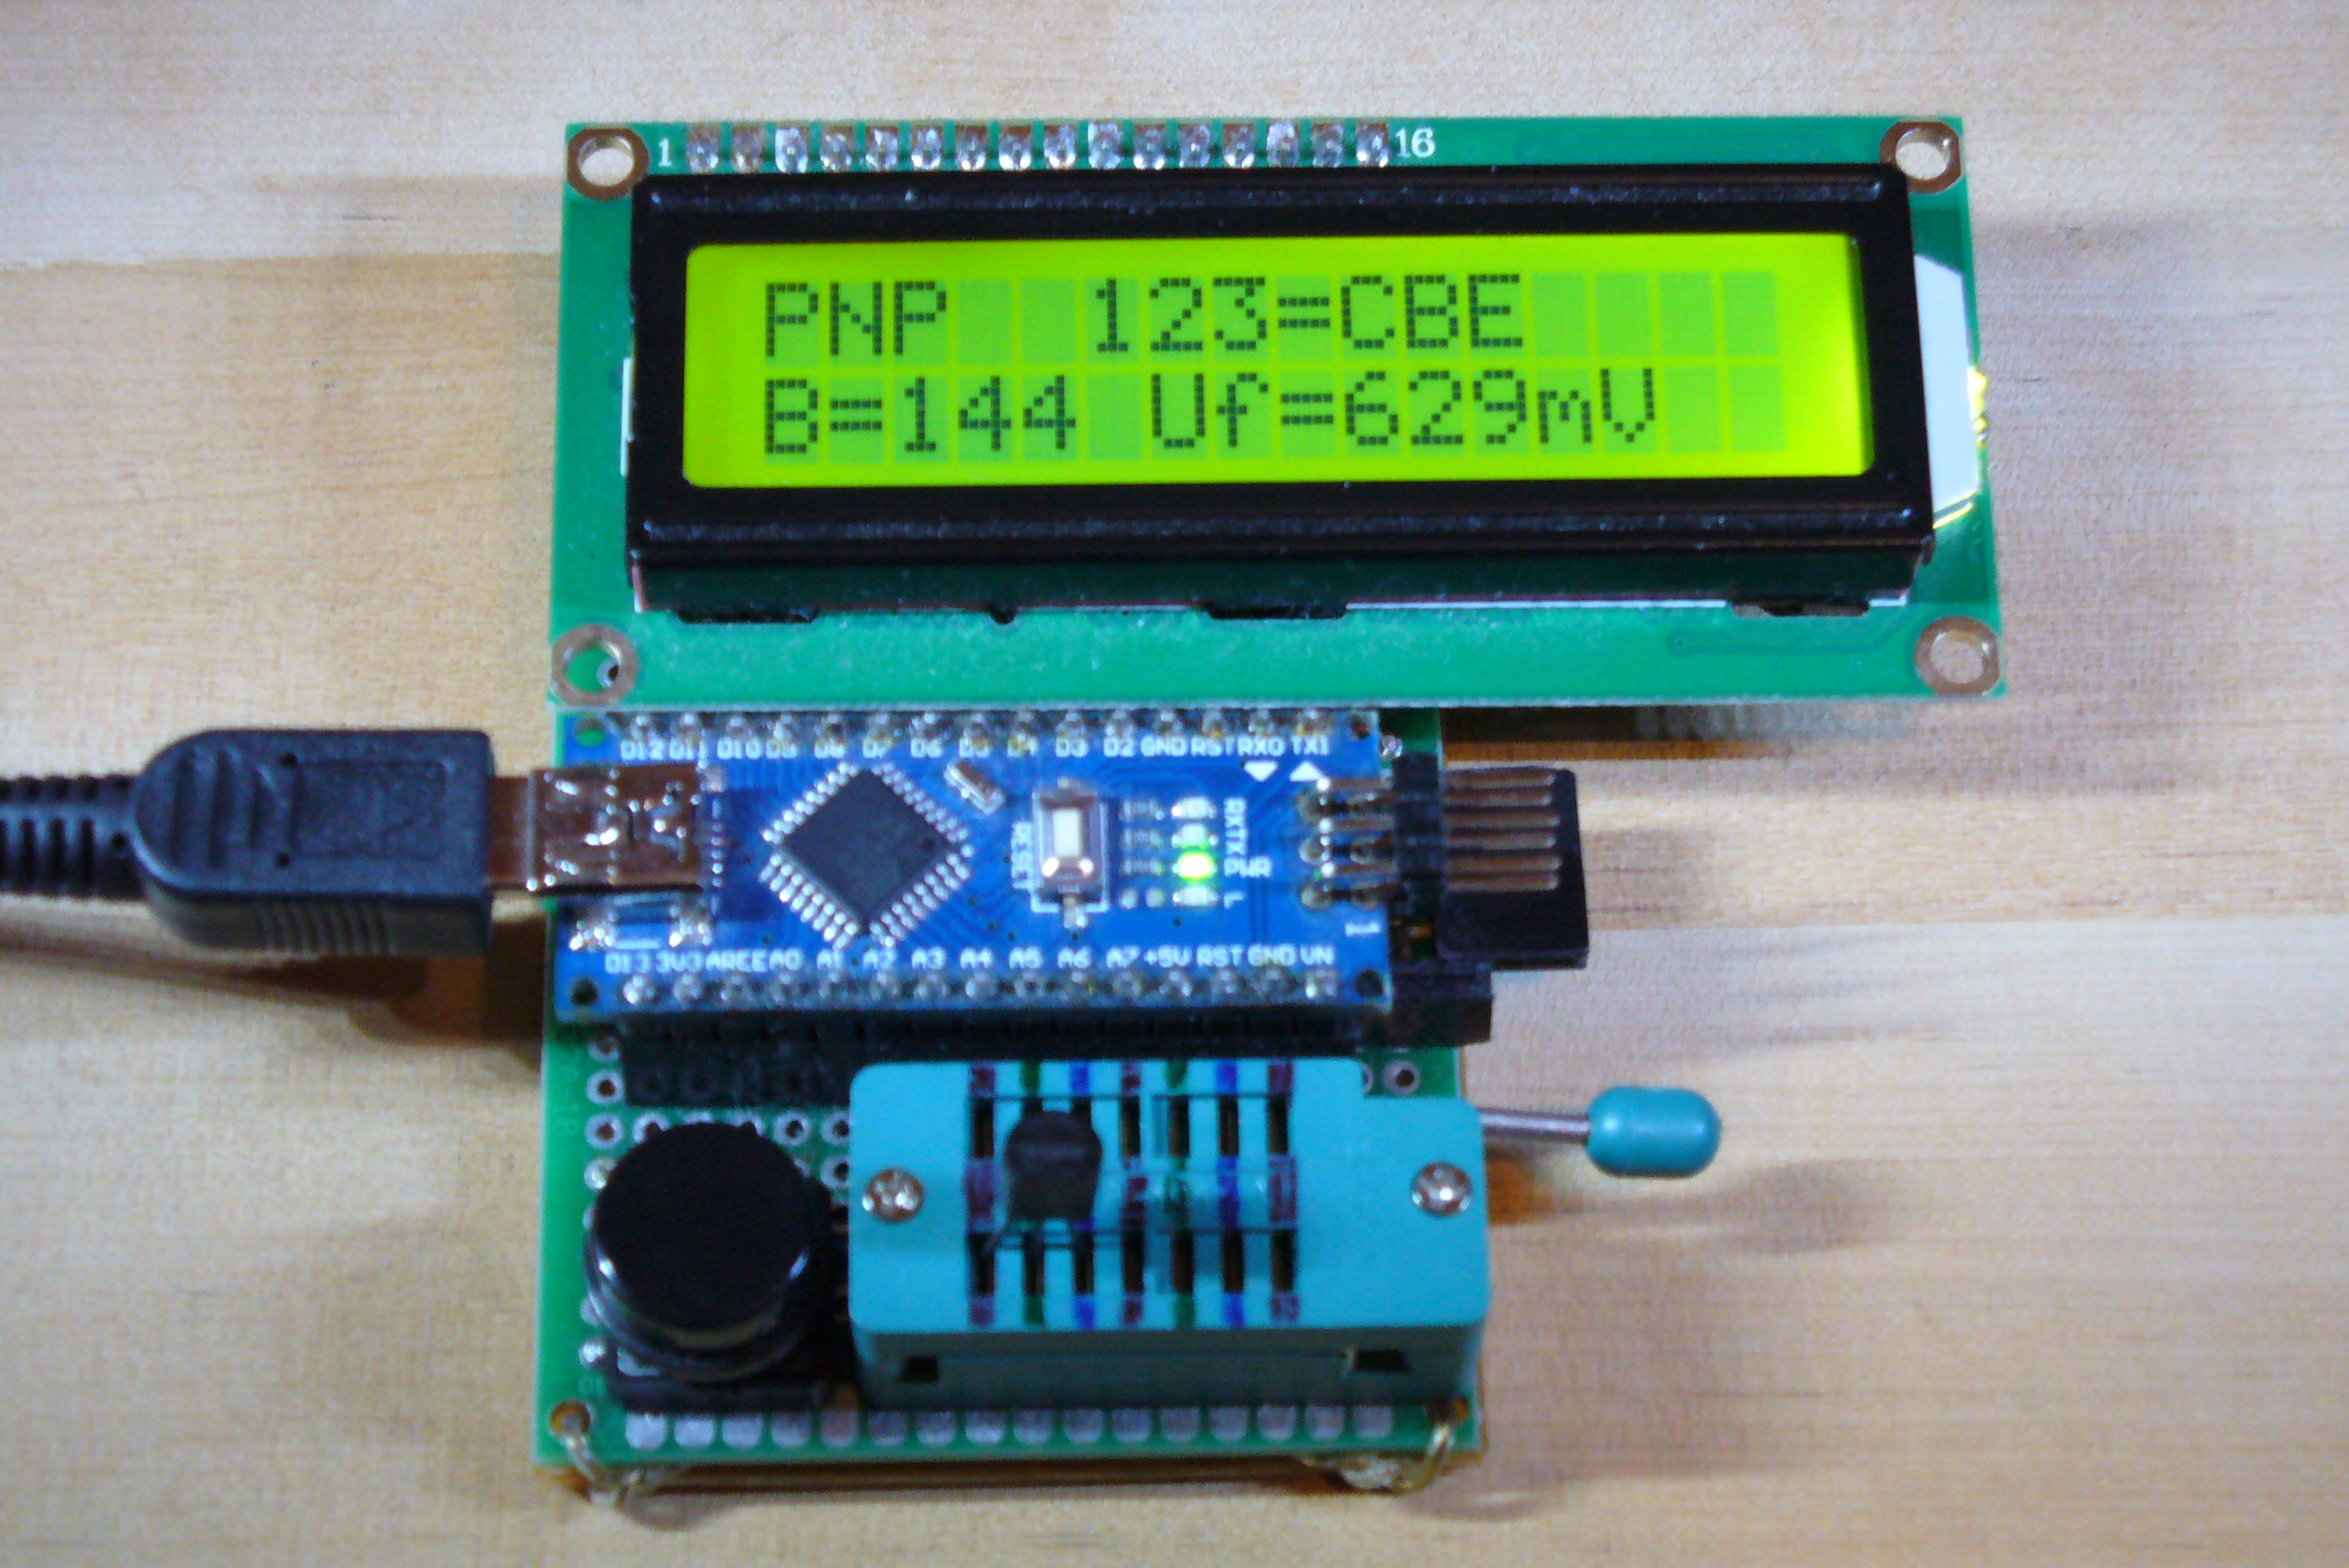 1 16
PNP 123=CBE
B=144 Uf=629mV
D12 D11 D10 D9 D8 D7 D6 D5 D4 D3 D2 GND RST RX0 TX1
RESET
RX TX
PWR
L
1
D13 3V3 AREF A0 A1 A2 A3 A4 A5 A6 A7 +5V RST GND VN